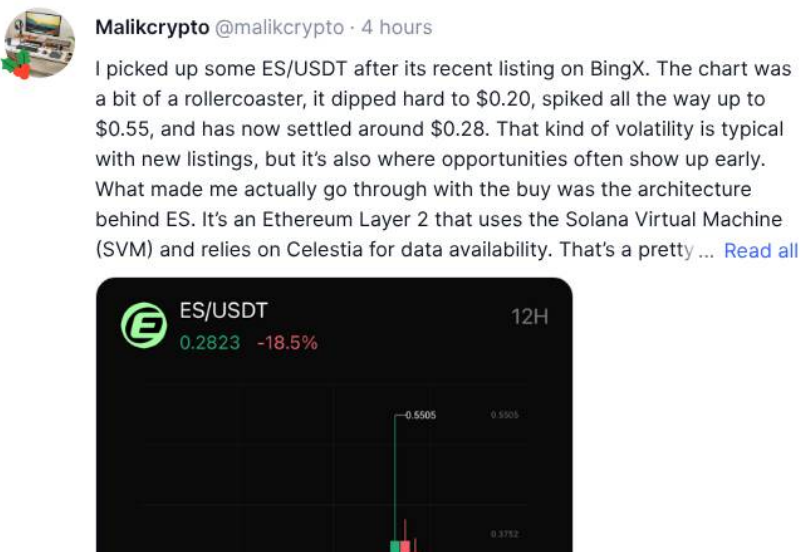 Malikcrypto @malikcrypto · 4 hours
I picked up some ES/USDT after its recent listing on BingX. The chart was
a bit of a rollercoaster, it dipped hard to $0.20, spiked all the way up to
$0.55, and has now settled around $0.28. That kind of volatility is typical
with new listings, but it’s also where opportunities often show up early.
What made me actually go through with the buy was the architecture
behind ES. It’s an Ethereum Layer 2 that uses the Solana Virtual Machine
(SVM) and relies on Celestia for data availability. That’s a pretty ... Read all
ES/USDT
12H
0.2823 -18.5%
0.5505 0.5505
0.3752